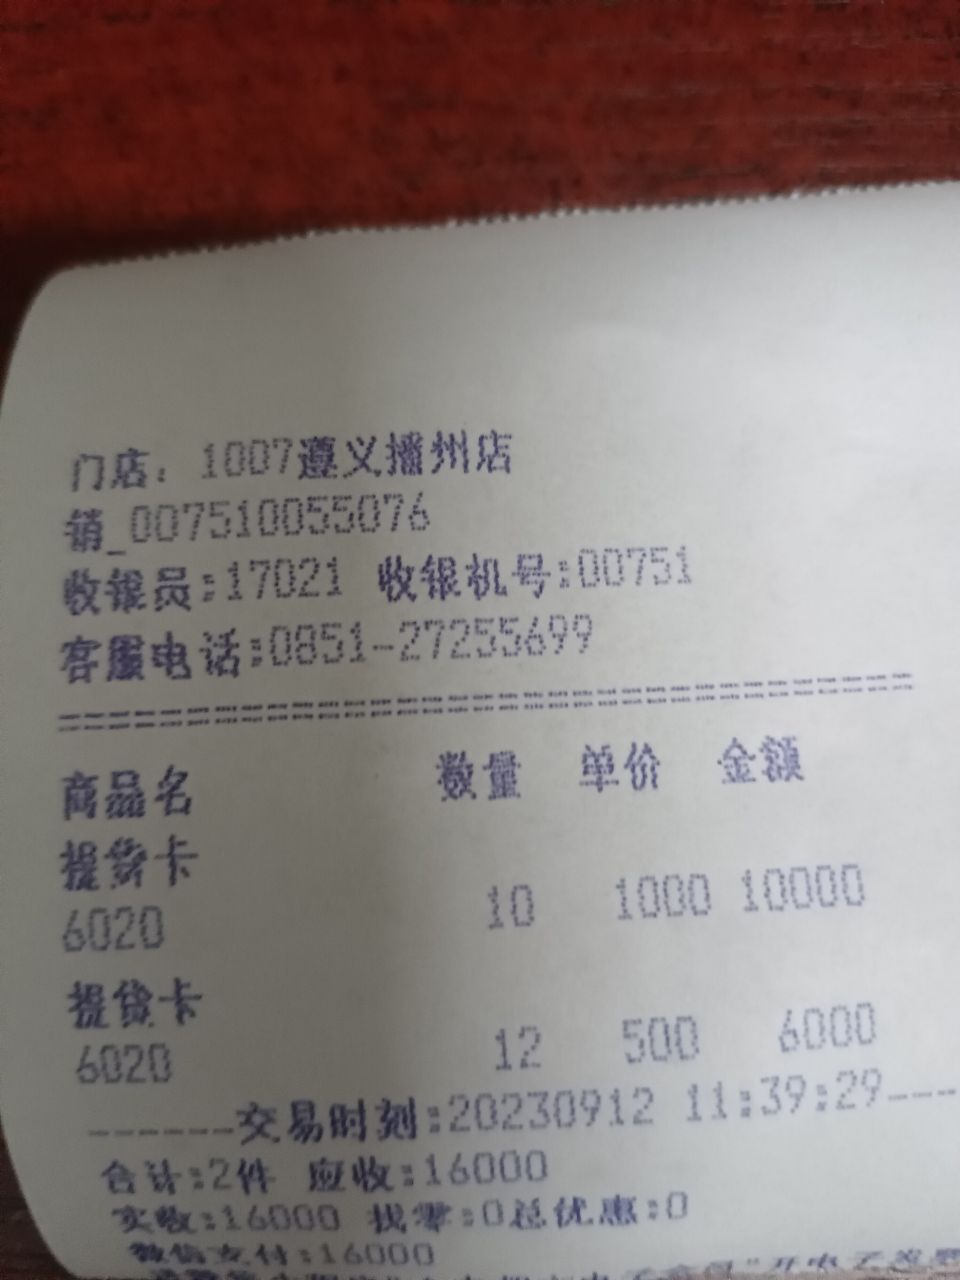 门店：1007遵义播州店
销_007510055076
收银员:17021 收银机号:00751
客服电话:0851-27255699
商品名 数量 单价 金额
提货卡
6020 10 1000 10000
提货卡
6020 12 500 6000
------交易时刻:20230912 11:39:29---
合计:2件 应收:16000
实收:16000 找零:0总优惠:0
微信支付:16000